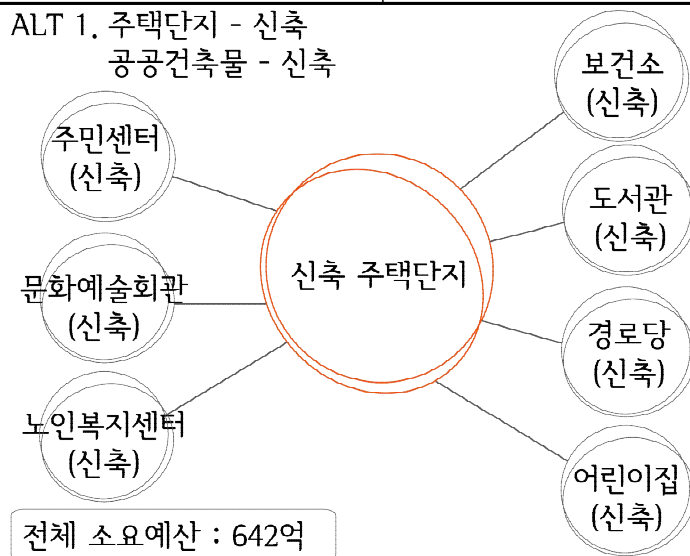 ALT 1. 주택단지 - 신축
공공건축물 - 신축
주민센터
(신축)
문화예술회관
(신축)
노인복지센터
(신축)
신축 주택단지
보건소
(신축)
도서관
(신축)
경로당
(신축)
어린이집
(신축)
전체 소요예산 : 642억